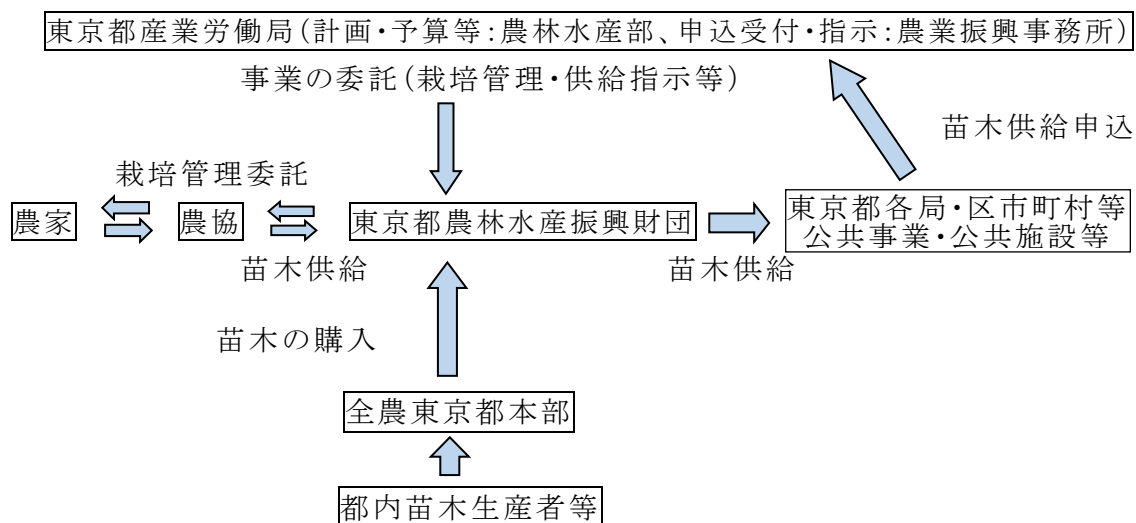 東京都産業労働局(計画・予算等:農林水産部、申込受付・指示:農業振興事務所)
事業の委託(栽培管理・供給指示等)
苗木供給申込
栽培管理委託
農家
農協
東京都農林水産振興財団
東京都各局・区市町村等
公共事業・公共施設等
苗木供給
苗木供給
苗木の購入
全農東京都本部
都内苗木生産者等